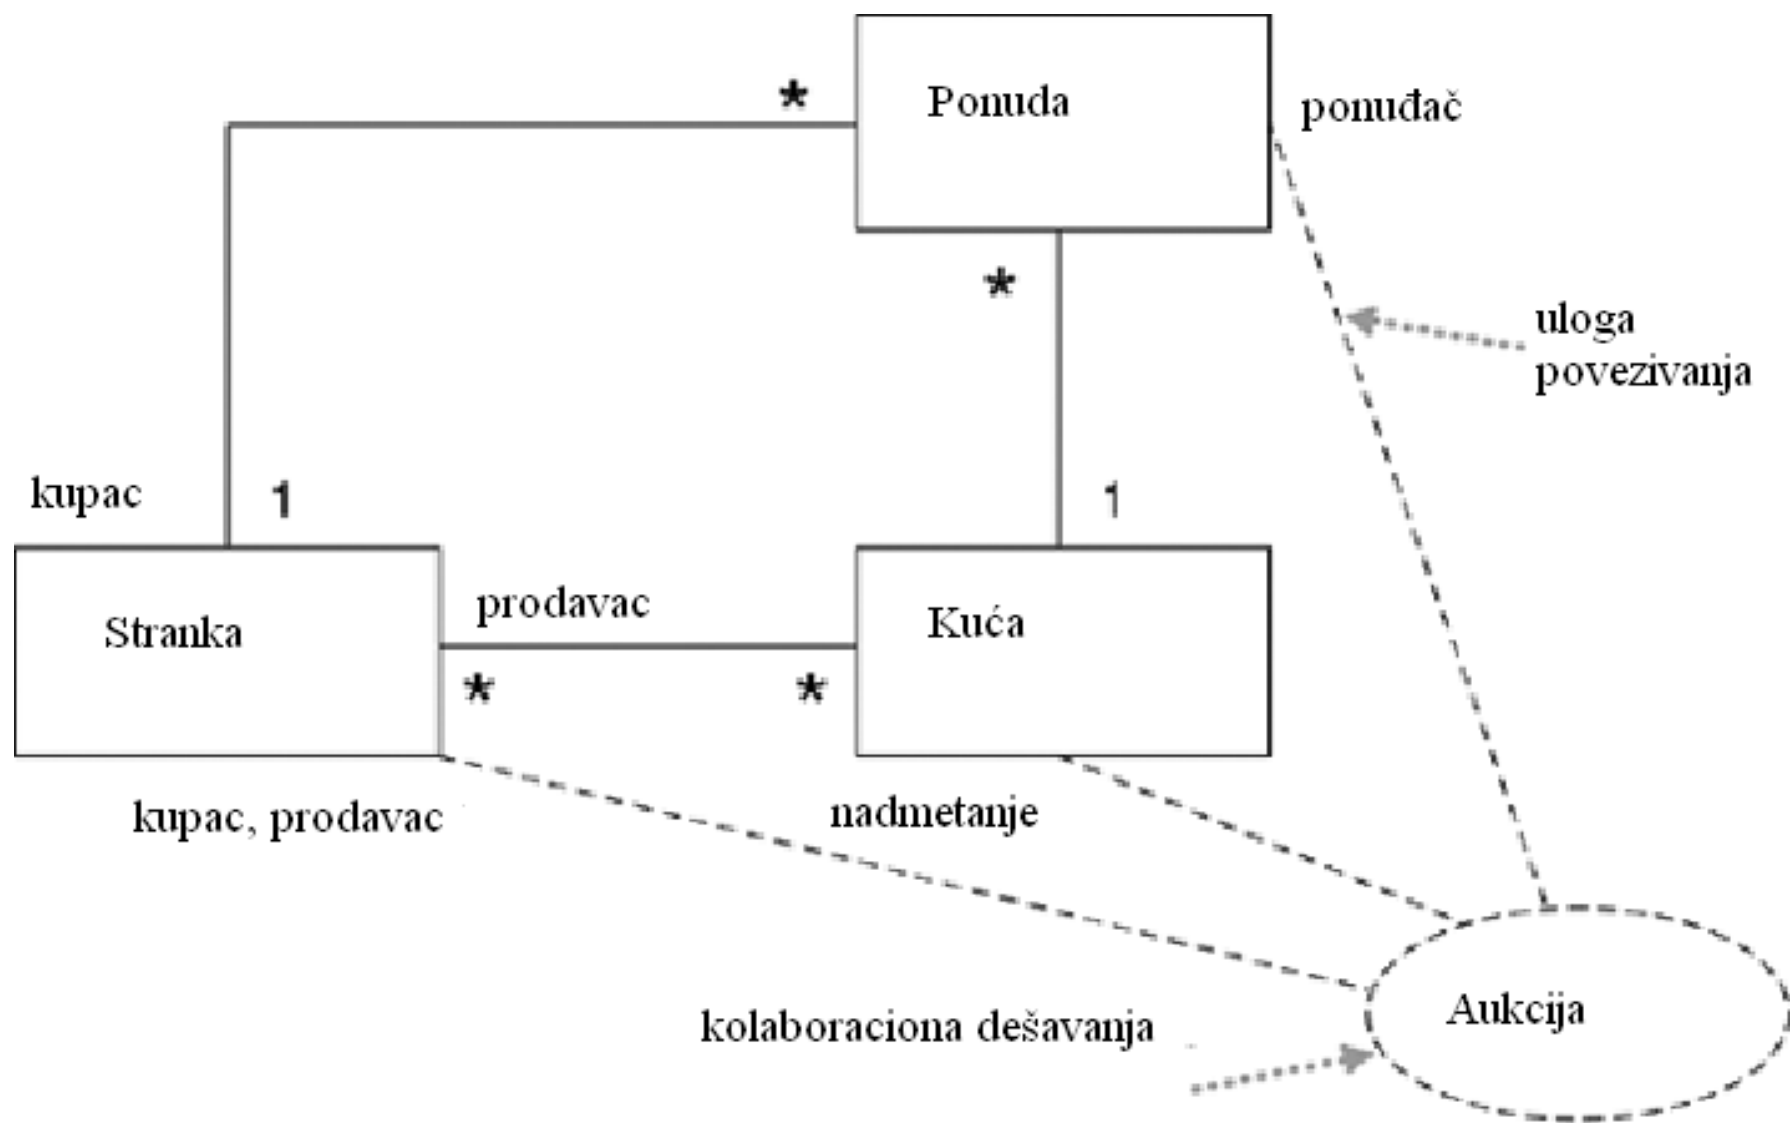 *
Ponuda
ponuđač
*
uloga
povezivanja
kupac
1
1
prodavac
Stranka
Kuća
*
*
kupac, prodavac
nadmetanje
kolaboraciona dešavanja
Aukcija